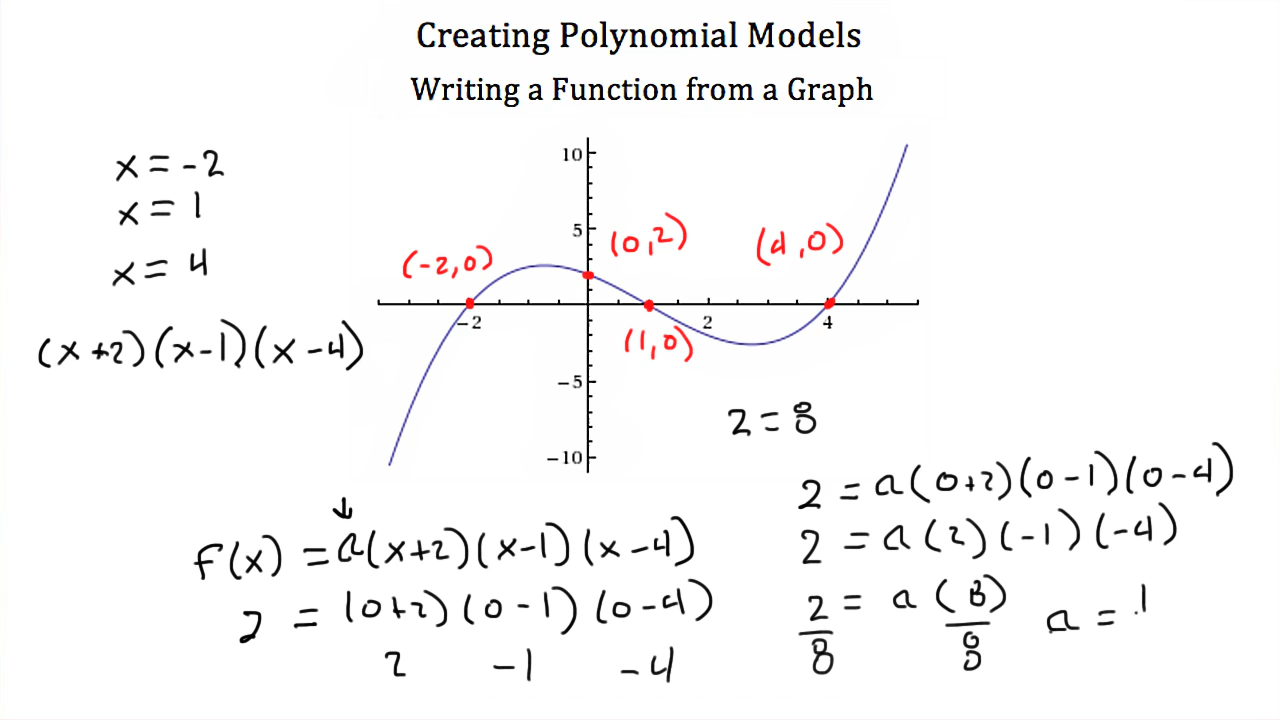 Creating Polynomial Models
Writing a Function from a Graph
x = -2
x = 1
x = 4
(x+2)(x-1)(x-4)
10
5
-5
-10
-2
2
4
(-2,0)
(0,2)
(1,0)
(4,0)
2 = 8
f(x) = a(x+2)(x-1)(x-4)
2 = (0+2)(0-1)(0-4)
2 -1 -4
2 = a(0+2)(0-1)(0-4)
2 = a(2)(-1)(-4)
2 = a(8)
8 8
a = 1